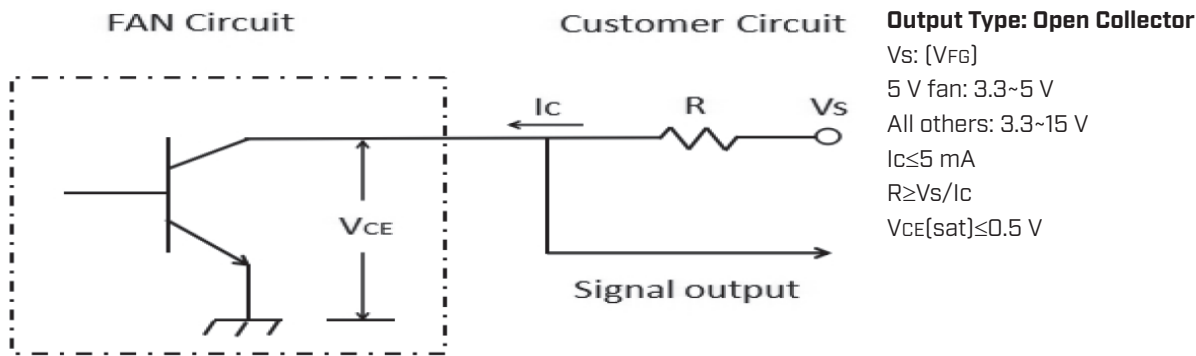 FAN Circuit
Customer Circuit
Ic
R
Vs
VCE
Signal output
Output Type: Open Collector
Vs: (VFG)
5 V fan: 3.3~5 V
All others: 3.3~15 V
Ic≤5 mA
R≥Vs/Ic
VCE(sat)≤0.5 V